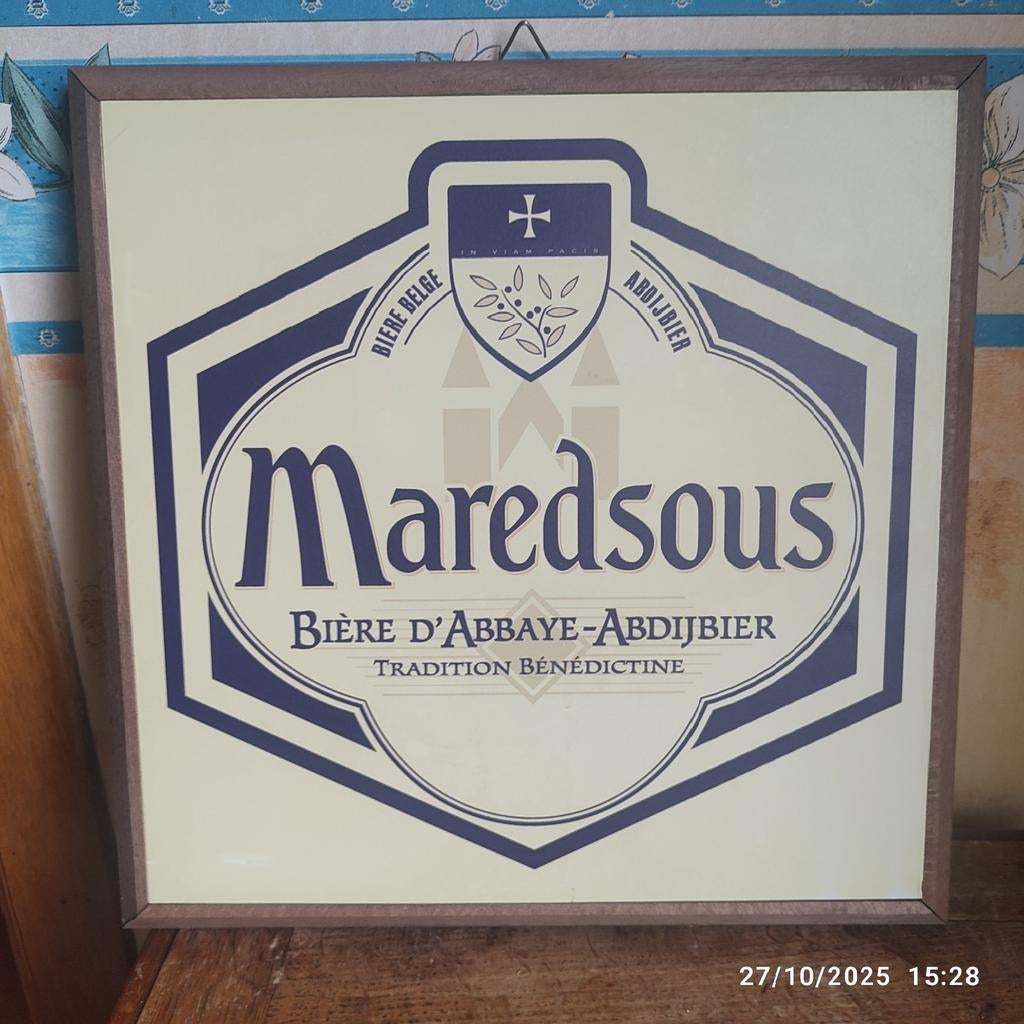 IN VIAM PACIS
BIERE BELGE
ABDIJBIER
Maredsous
BIÈRE D'ABBAYE-ABDIJBIER
TRADITION BÉNÉDICTINE
27/10/2025 15:28